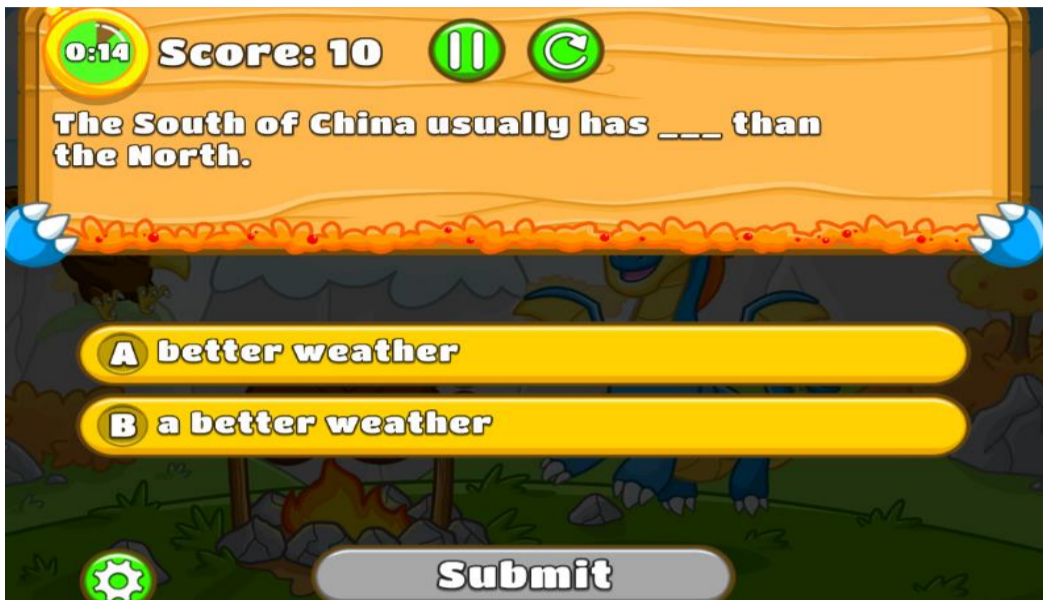 0:14 Score: 10
The South of China usually has ___ than
the North.
A better weather
B a better weather
Submit